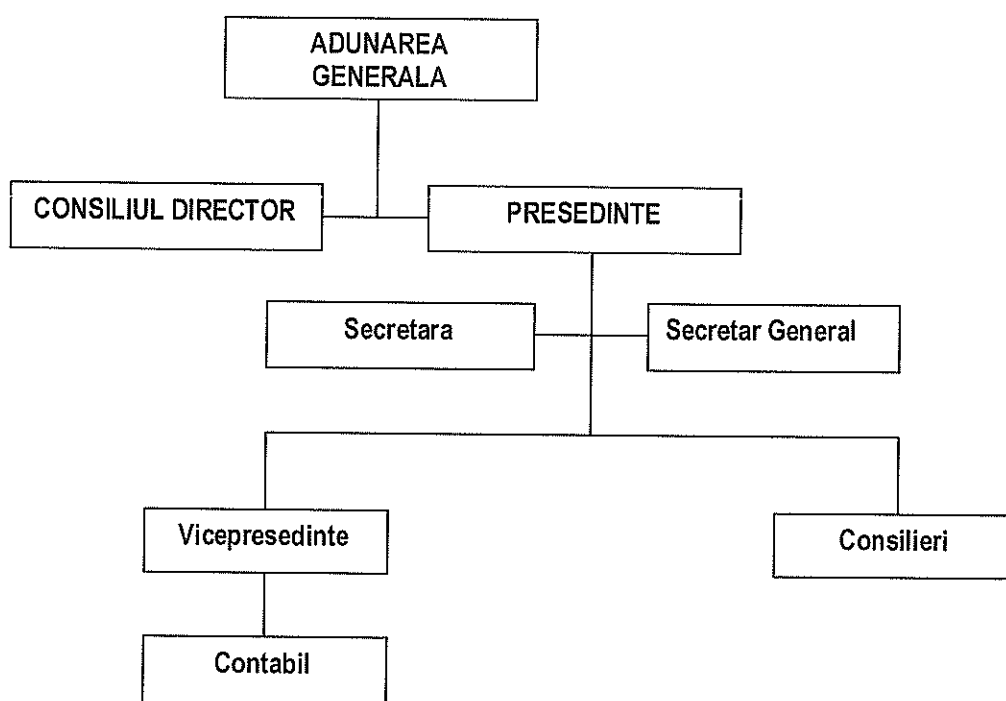 ADUNAREA
GENERALA
CONSILIUL DIRECTOR
PRESEDINTE
Secretara
Secretar General
Vicepresedinte
Consilieri
Contabil